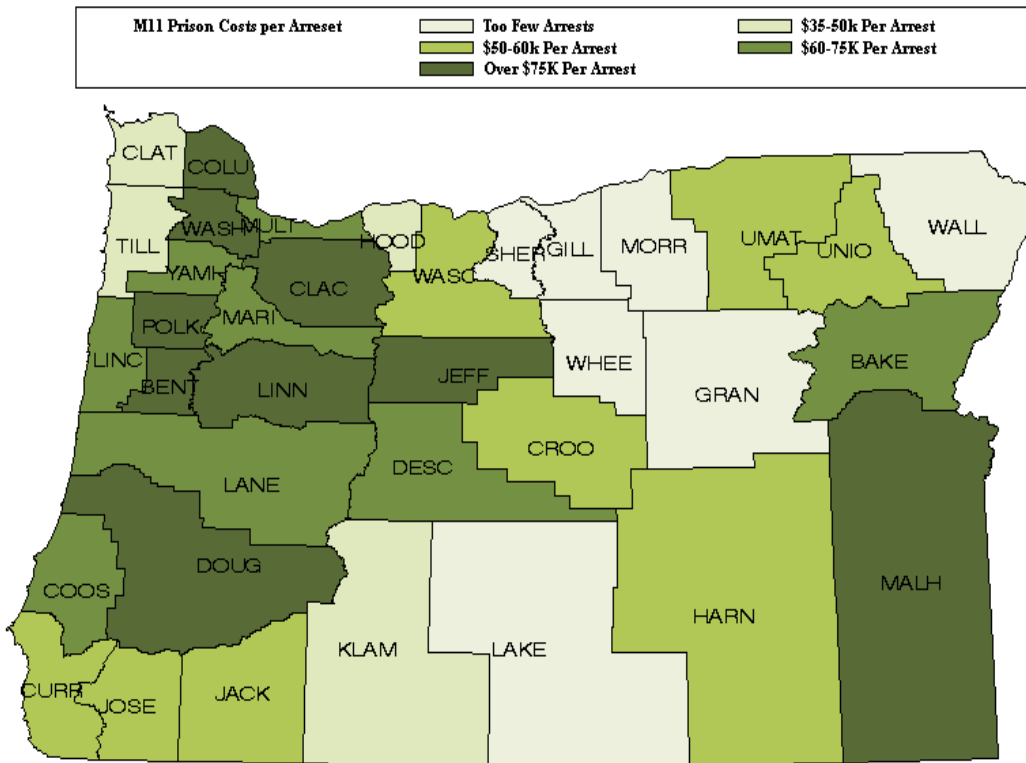 M11 Prison Costs per Arreset
Too Few Arrests
$35-50k Per Arrest
$50-60k Per Arrest
$60-75K Per Arrest
Over $75K Per Arrest
CLAT
COLU
WASH
MULT
HOOD
TILL
SHER
GILL
MORR
UMAT
UNIO
WALL
YAMH
CLAC
WASC
POLK
MARI
LINC
BENT
LINN
JEFF
WHEE
GRAN
BAKE
LANE
DESC
CROO
COOS
DOUG
MALH
KLAM
LAKE
HARN
CURR
JOSE
JACK